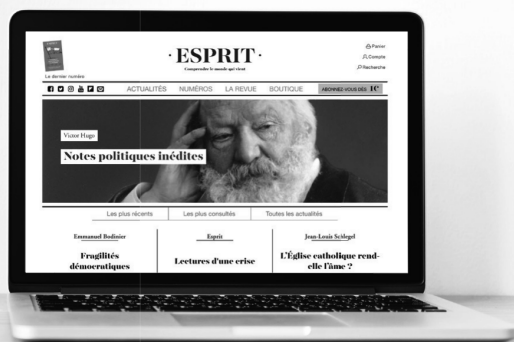 Panier
· ESPRIT ·
Compte
Comprendre le monde qui vient
Recherche
Le dernier numéro
ACTUALITÉS NUMÉROS LA REVUE BOUTIQUE ABONNEZ-VOUS DÈS 1€
Victor Hugo
Notes politiques inédites
Les plus récents Les plus consultés Toutes les actualités
Emmanuel Bodinier Esprit Jean-Louis Schlegel
Fragilités
démocratiques
Lectures d'une crise
L'Église catholique rend-
elle l'âme ?